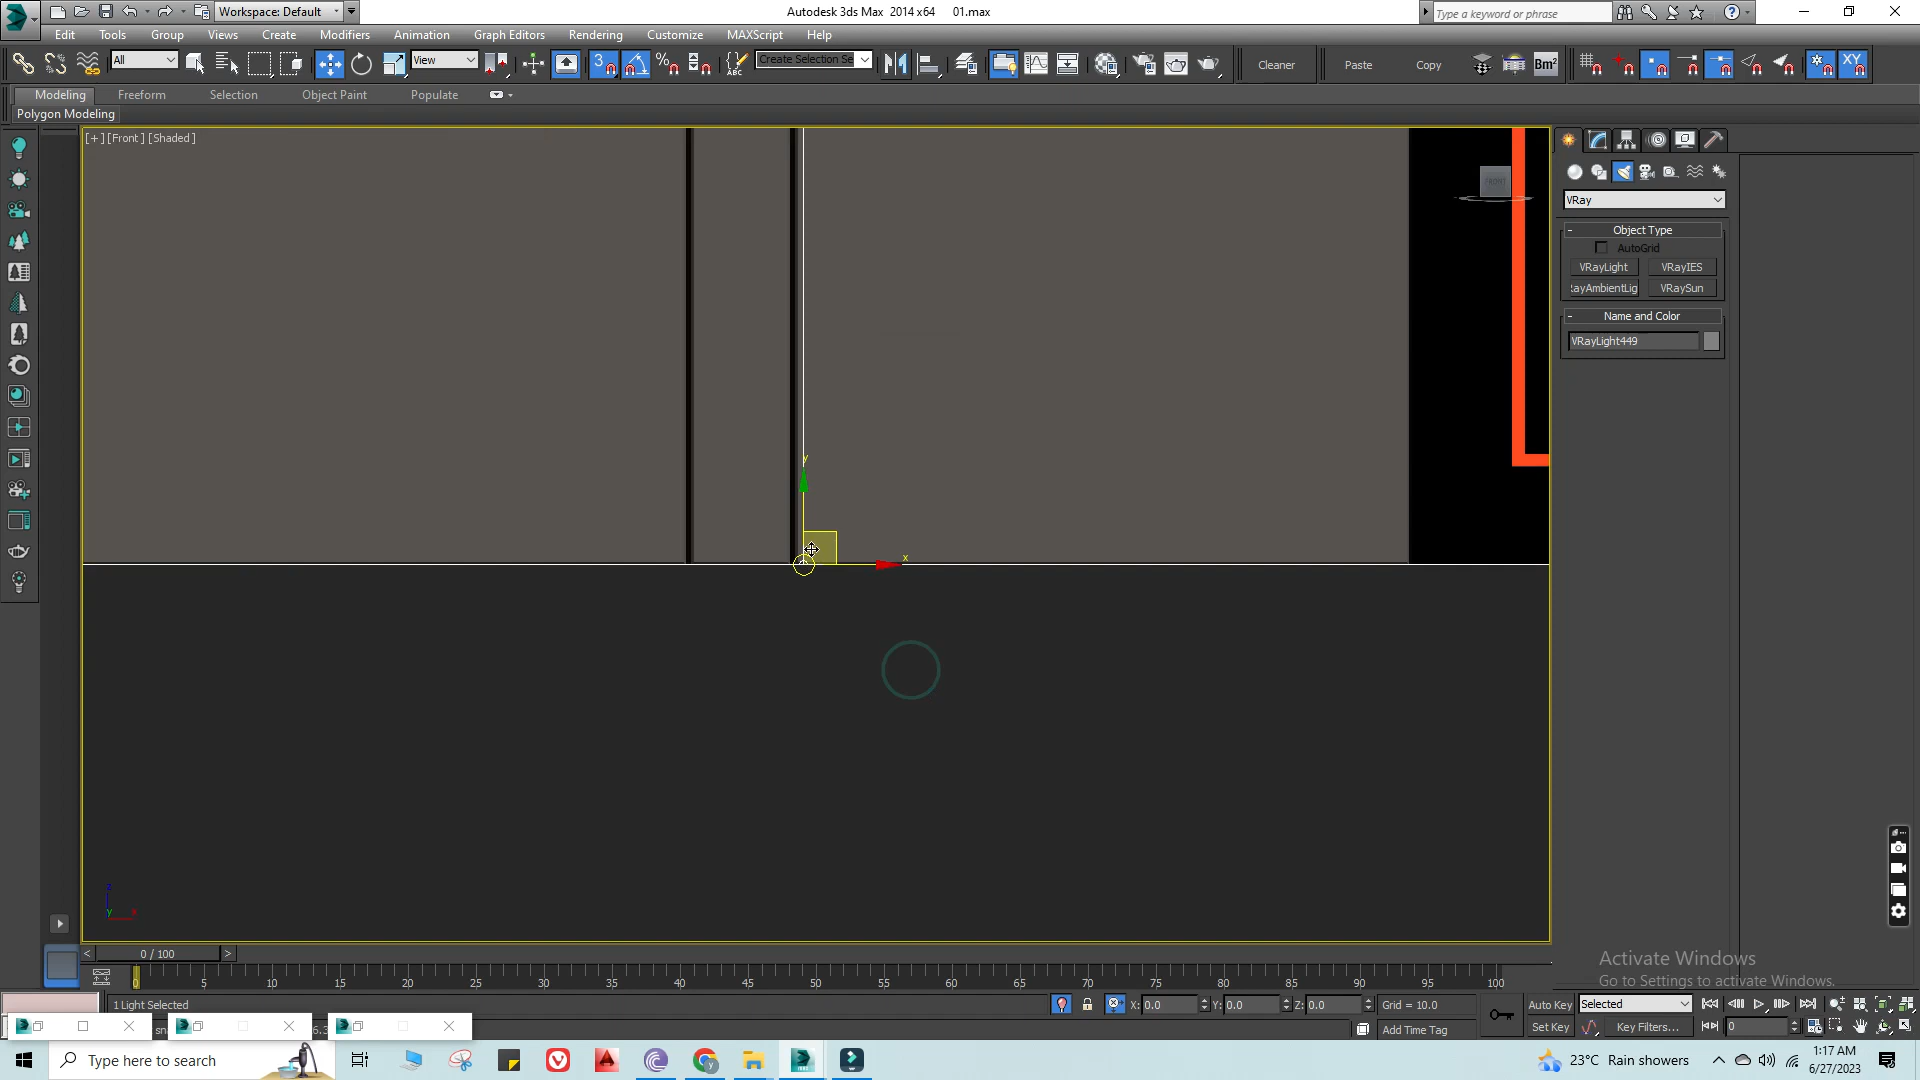 Workspace: Default
Autodesk 3ds Max 2014 x64 01.max
Type a keyword or phrase
Edit Tools Group Views Create Modifiers Animation Graph Editors Rendering Customize MAXScript Help
All View Create Selection Se Cleaner Paste Copy Bm² XY
Modeling Freeform Selection Object Paint Populate
Polygon Modeling
[+] [Front] [Shaded]
FRONT
VRay
- Object Type
AutoGrid
VRayLight VRayIES
RayAmbientLig VRaySun
- Name and Color
VRayLight449
y
x
z
y
x
0 / 100
0 5 10 15 20 25 30 35 40 45 50 55 60 65 70 75 80 85 90 95 100
Activate Windows
Go to Settings to activate Windows.
1 Light Selected
X: 0.0 Y: 0.0 Z: 0.0 Grid = 10.0
Add Time Tag
Auto Key Selected
Set Key Key Filters... 0
Type here to search
23°C Rain showers
1:17 AM
6/27/2023